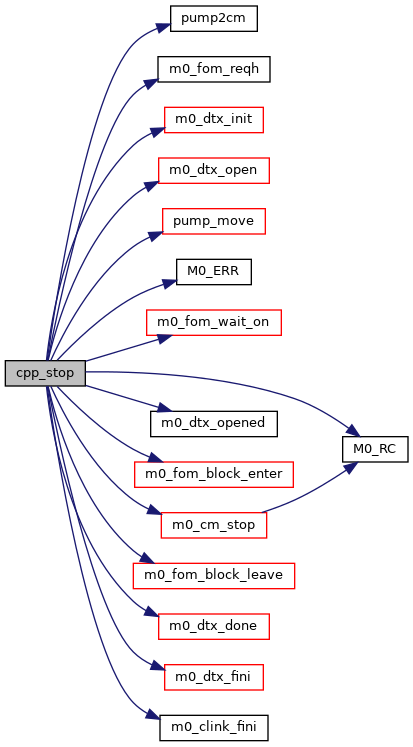 pump2cm
m0_fom_reqh
m0_dtx_init
m0_dtx_open
pump_move
M0_ERR
m0_fom_wait_on
cpp_stop
m0_dtx_opened
M0_RC
m0_fom_block_enter
m0_cm_stop
m0_fom_block_leave
m0_dtx_done
m0_dtx_fini
m0_clink_fini